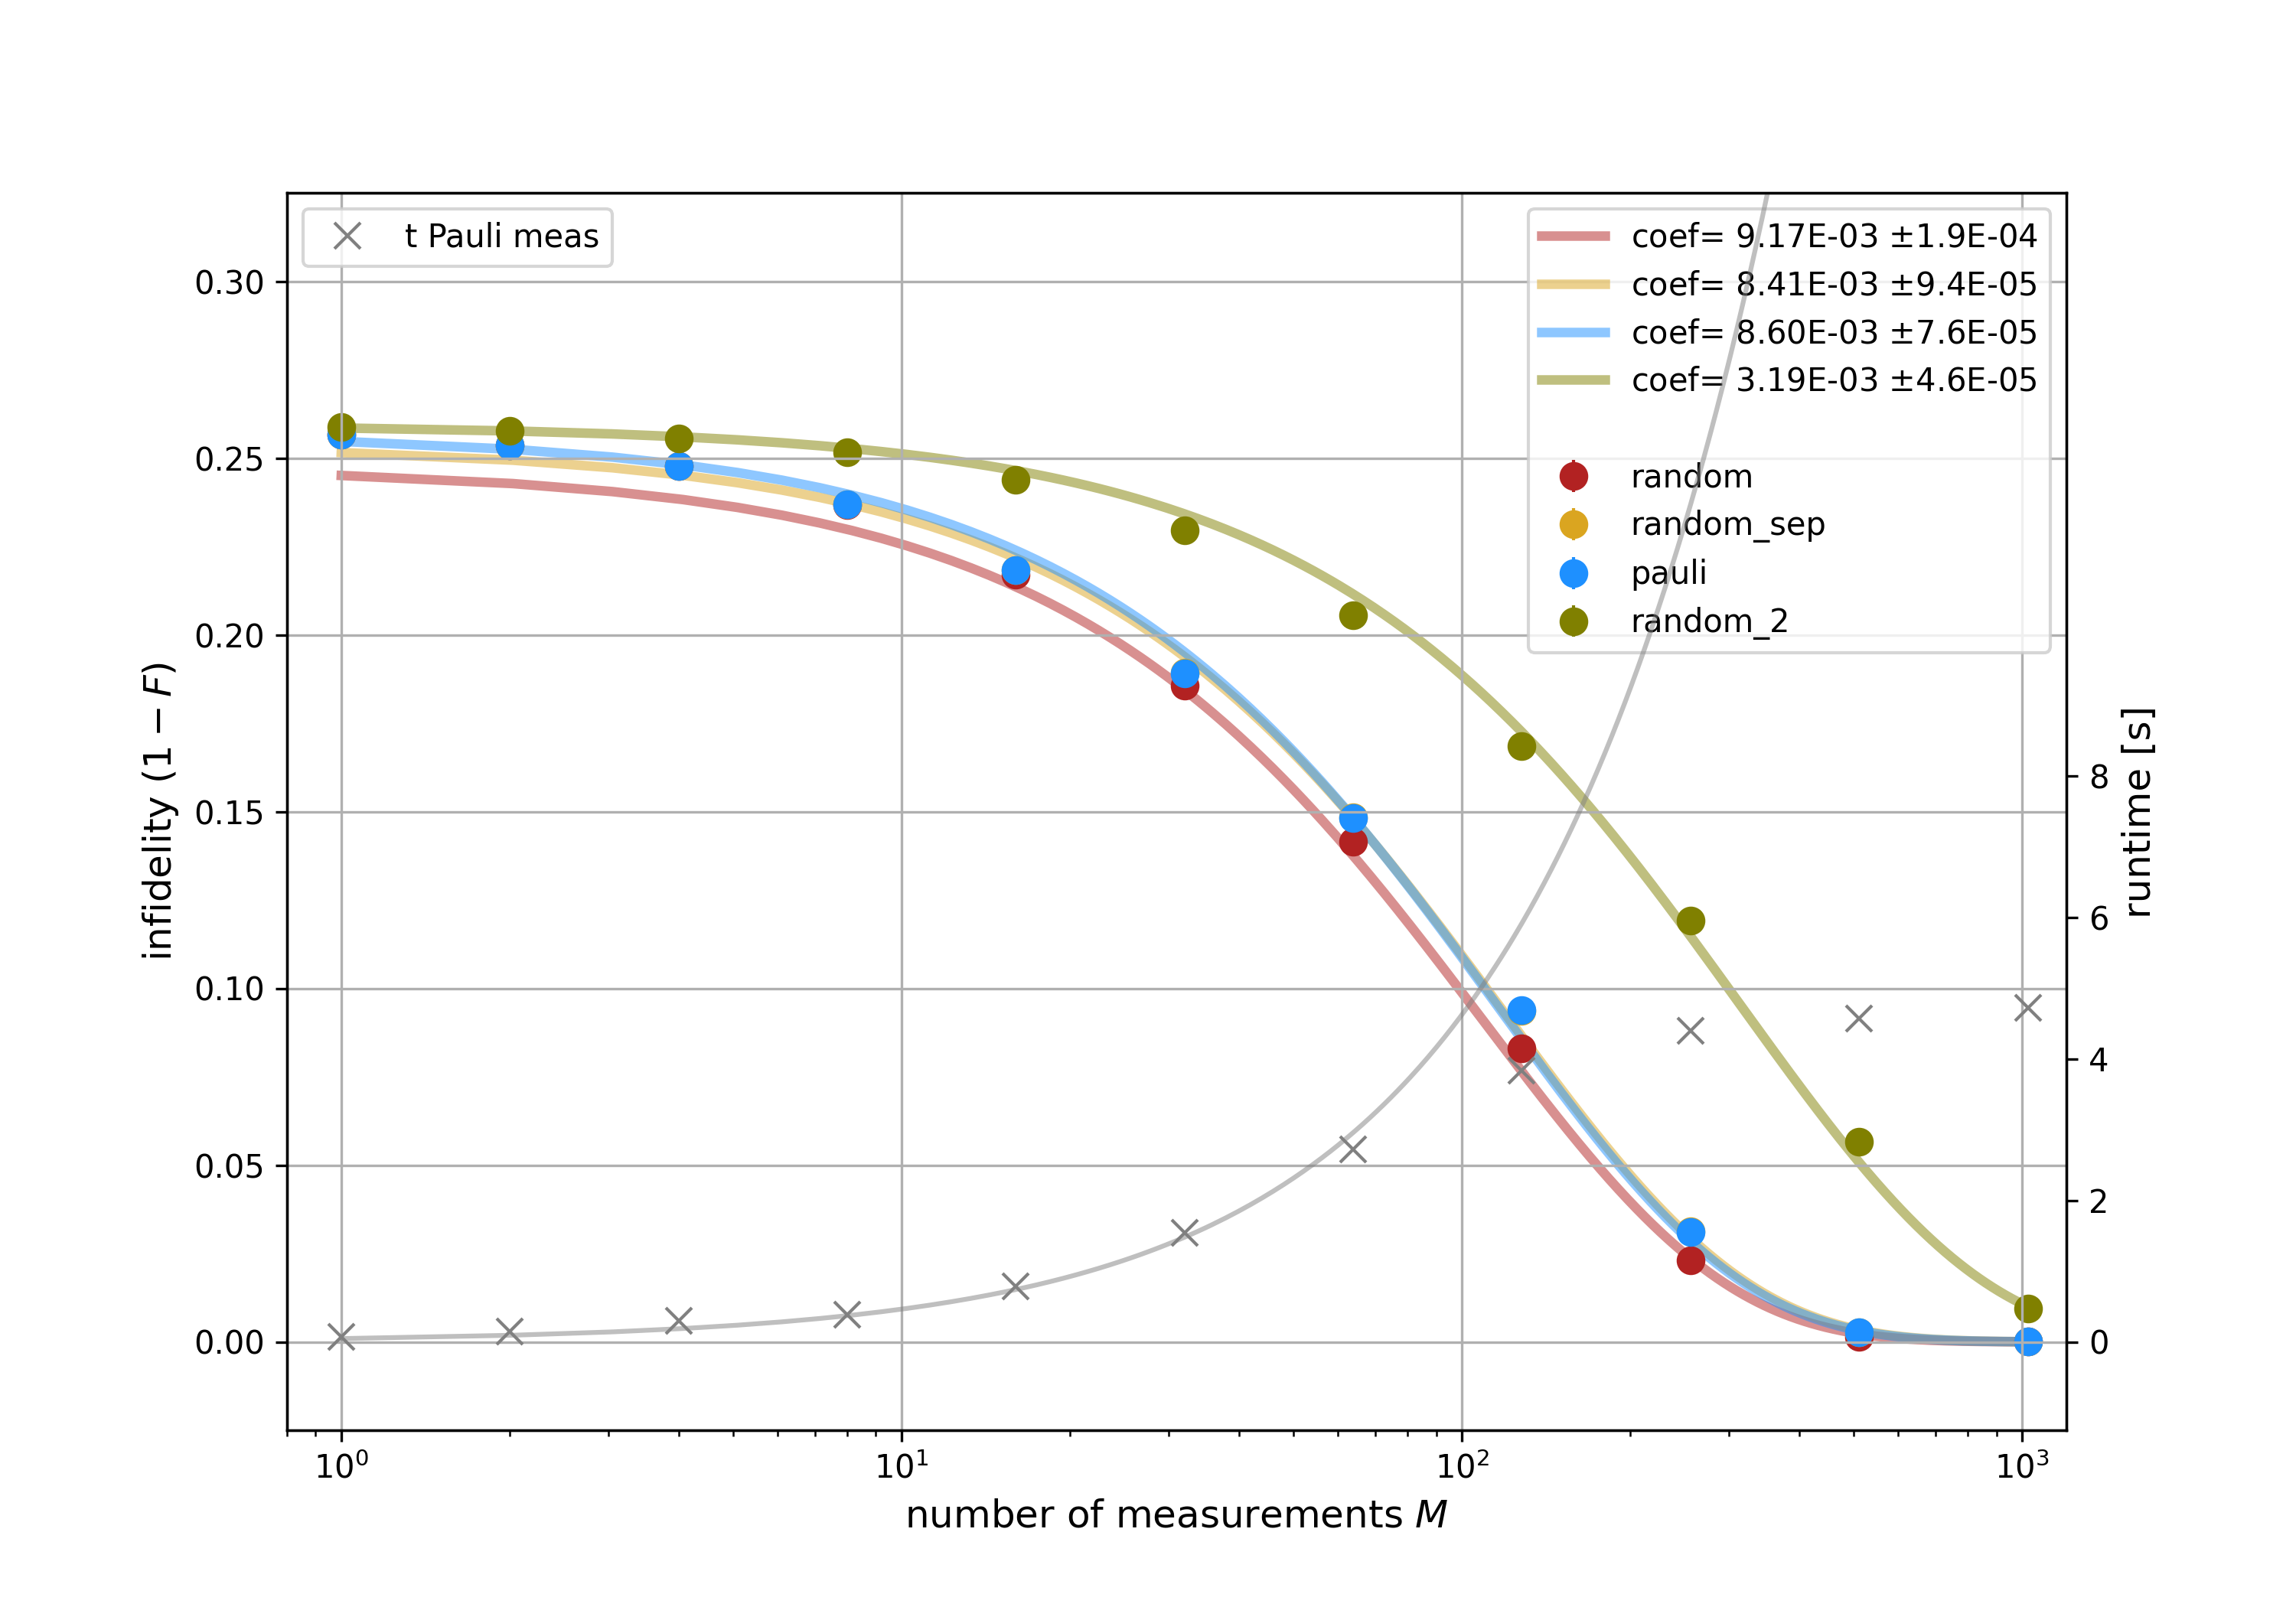 t Pauli meas
coef= 9.17E-03 ±1.9E-04
coef= 8.41E-03 ±9.4E-05
coef= 8.60E-03 ±7.6E-05
coef= 3.19E-03 ±4.6E-05
random
random_sep
pauli
random_2
0.30
0.25
0.20
0.15
0.10
0.05
0.00
infidelity (1 − F)
8
6
4
2
0
runtime [s]
10⁰ 10¹ 10² 10³
number of measurements M